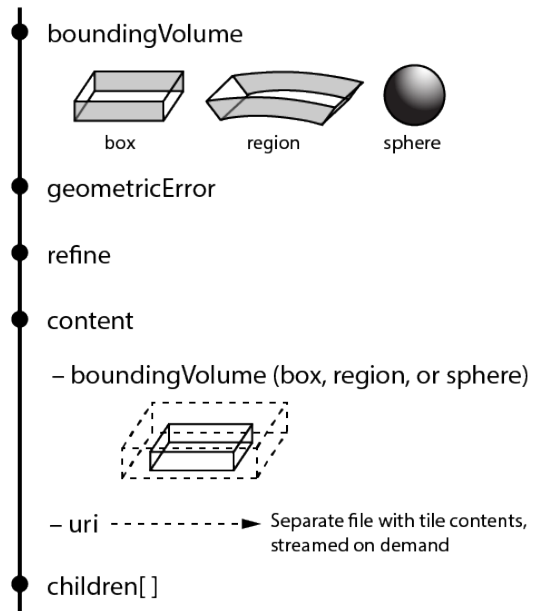 boundingVolume
box
region
sphere
geometricError
refine
content
– boundingVolume (box, region, or sphere)
– uri
Separate file with tile contents,
streamed on demand
children[ ]